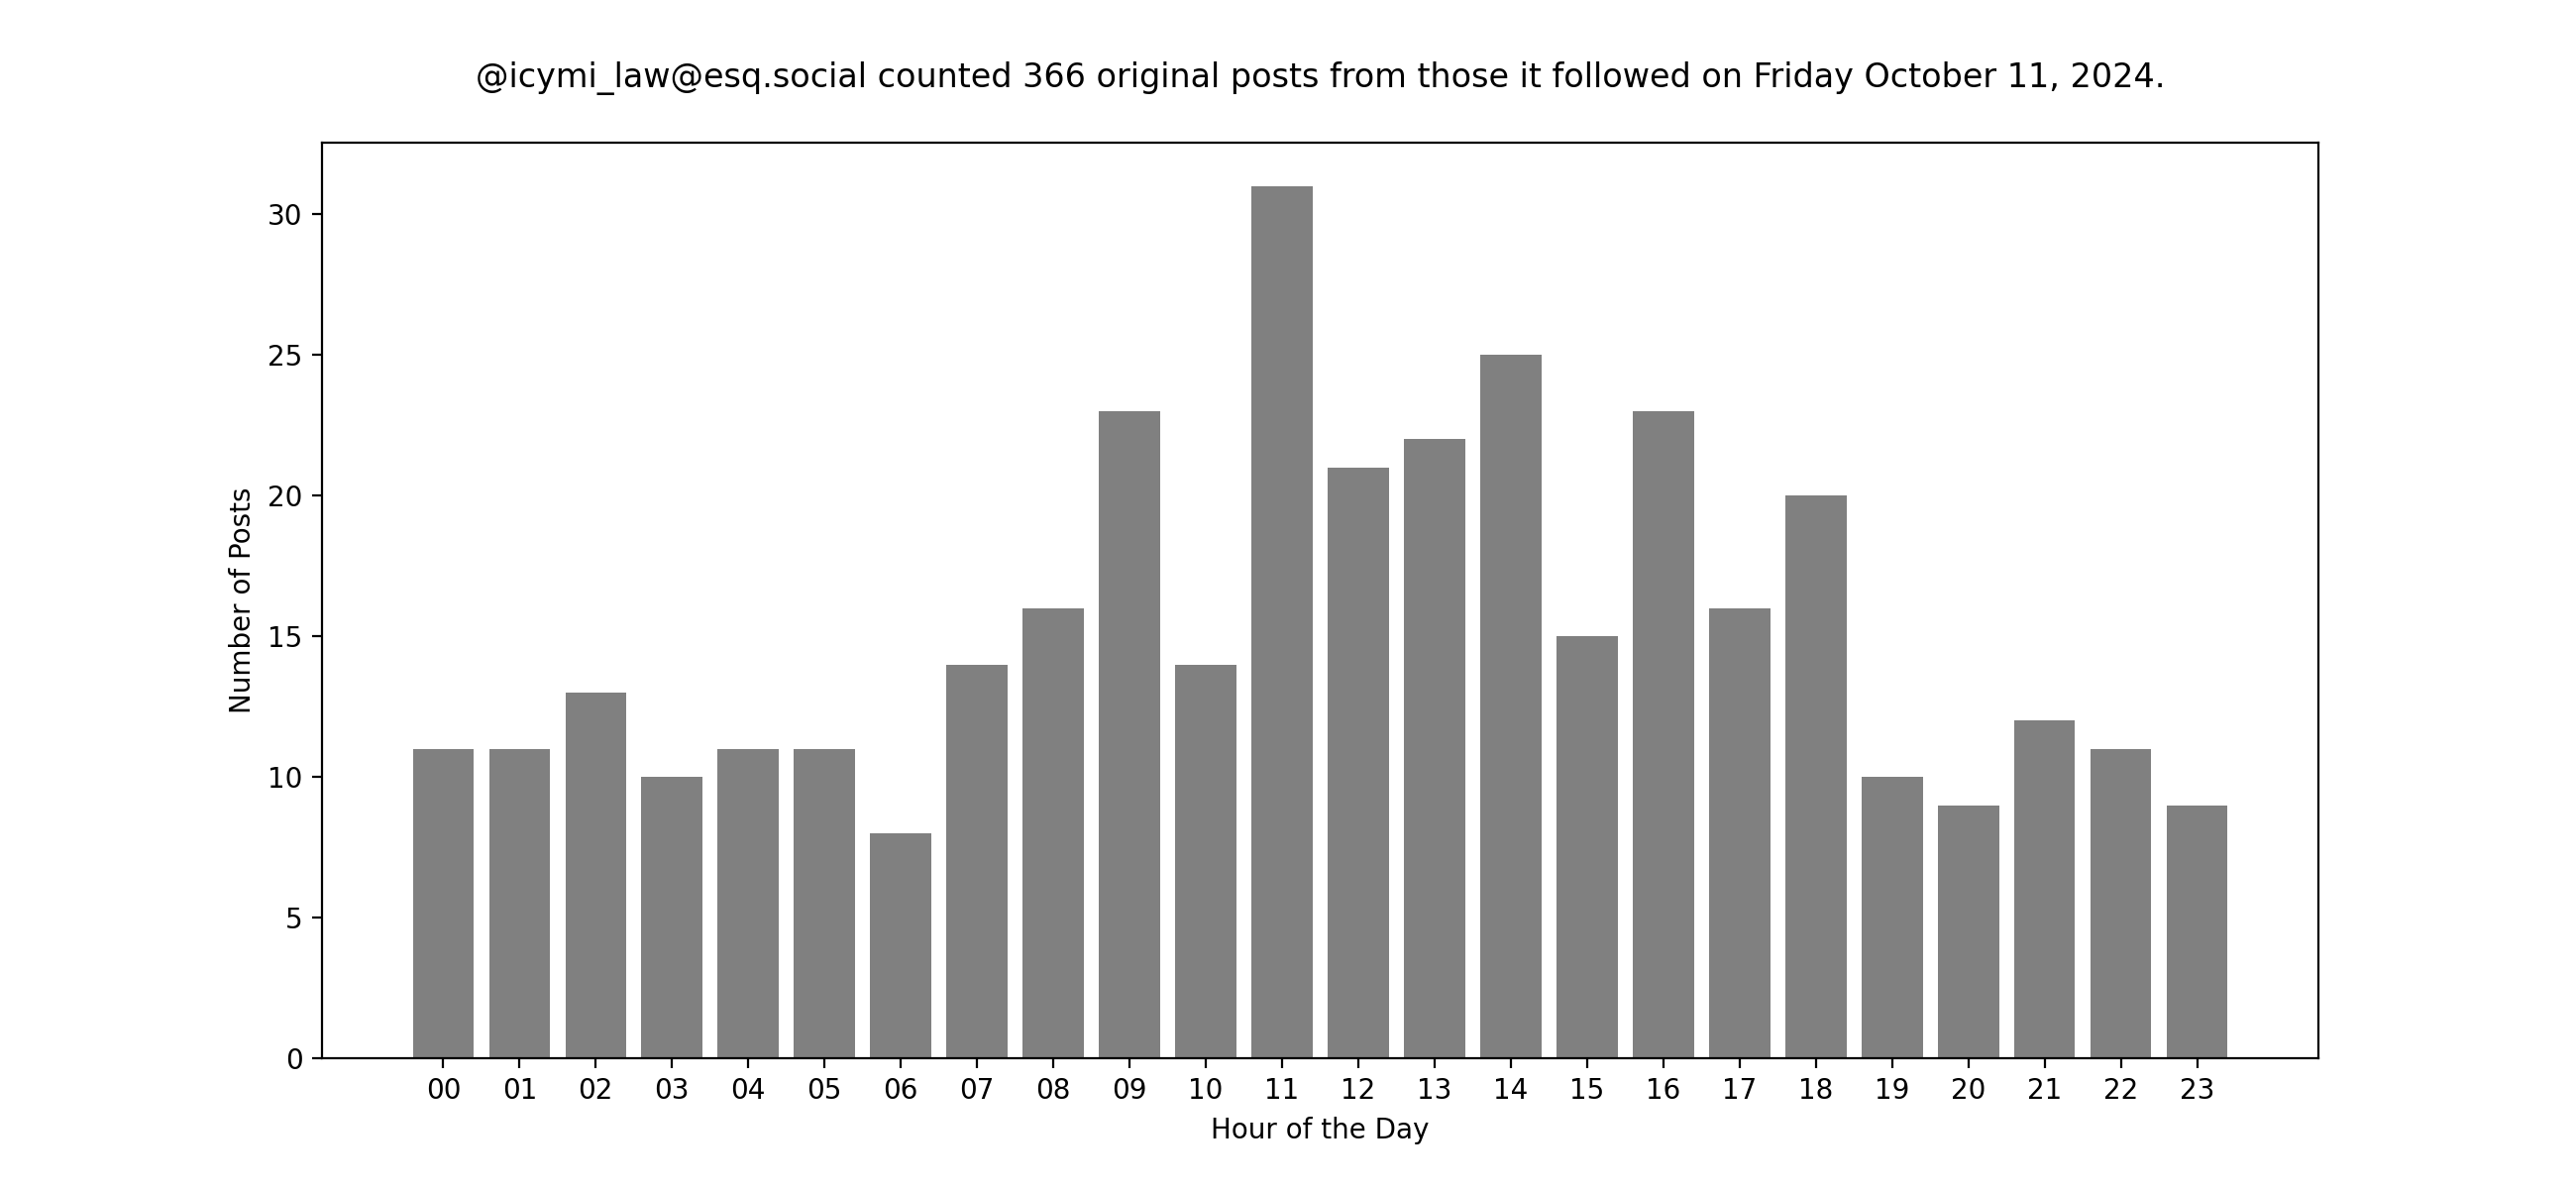 @icymi_law@esq.social counted 366 original posts from those it followed on Friday October 11, 2024.
30
25
20
15
10
5
0
Number of Posts
00 01 02 03 04 05 06 07 08 09 10 11 12 13 14 15 16 17 18 19 20 21 22 23
Hour of the Day